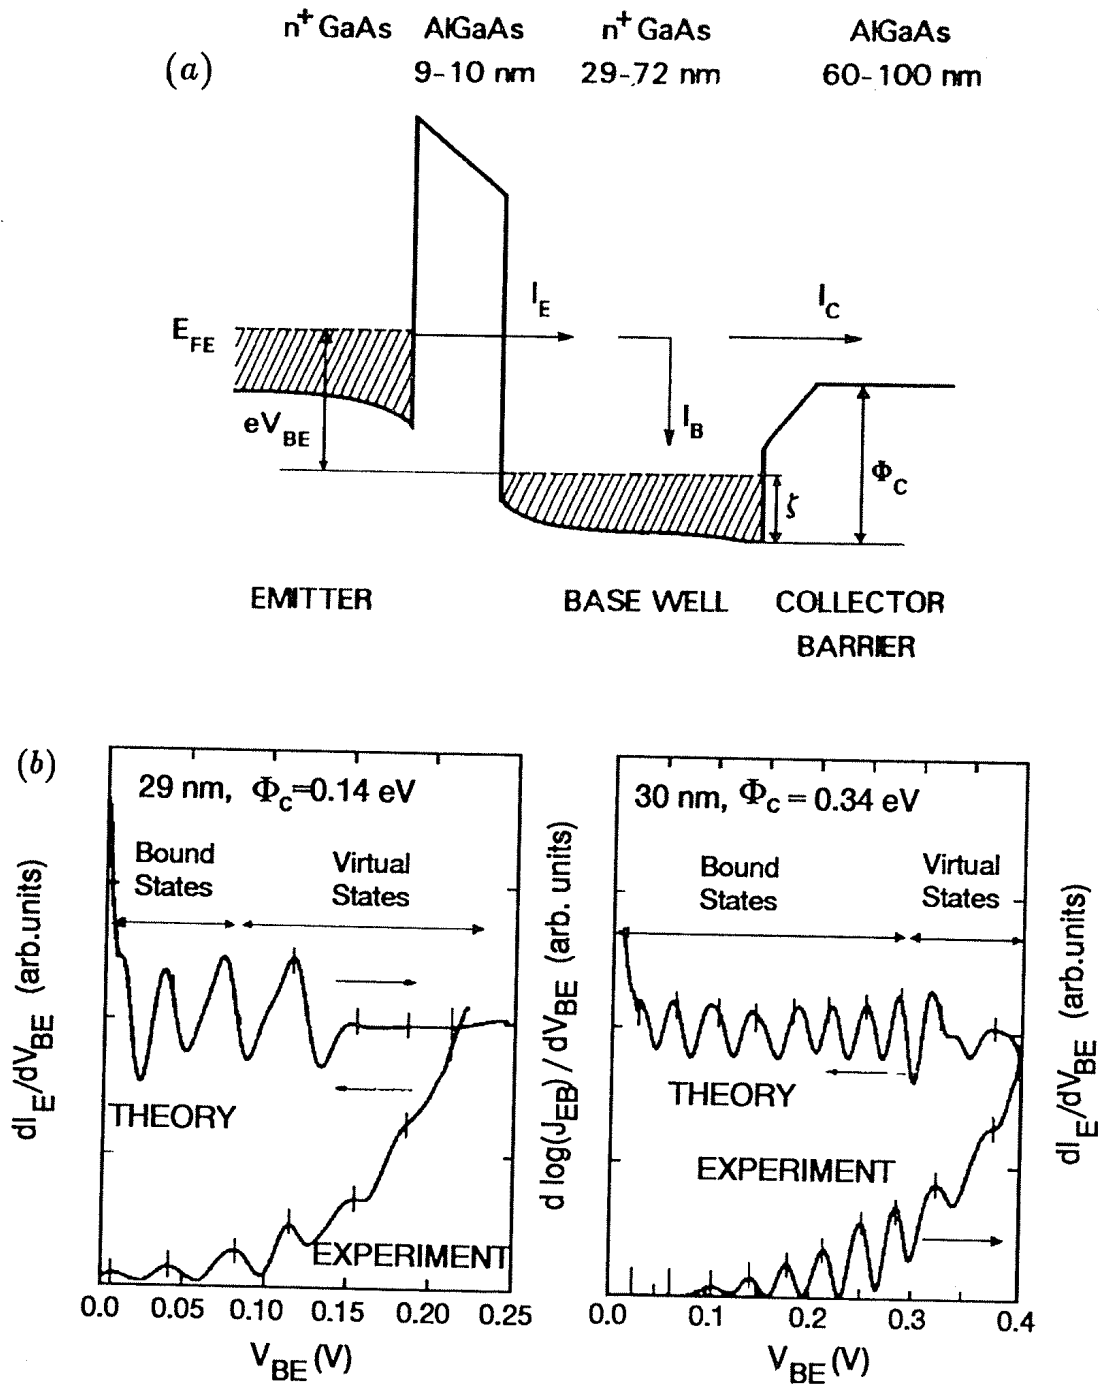 n⁺ GaAs AlGaAs n⁺ GaAs AlGaAs
(a) 9-10 nm 29-72 nm 60-100 nm
I_E I_C
E_FE
eV_BE I_B Φ_C
ζ
EMITTER BASE WELL COLLECTOR
BARRIER
(b)
29 nm, Φ_c=0.14 eV
Bound States
Virtual States
THEORY
EXPERIMENT
dI_E/dV_BE (arb.units)
d log(J_EB) / dV_BE (arb. units)
0.0 0.05 0.10 0.15 0.20 0.25
V_BE (V)
30 nm, Φ_c = 0.34 eV
Bound States
Virtual States
THEORY
EXPERIMENT
dI_E/dV_BE (arb.units)
0.0 0.1 0.2 0.3 0.4
V_BE (V)